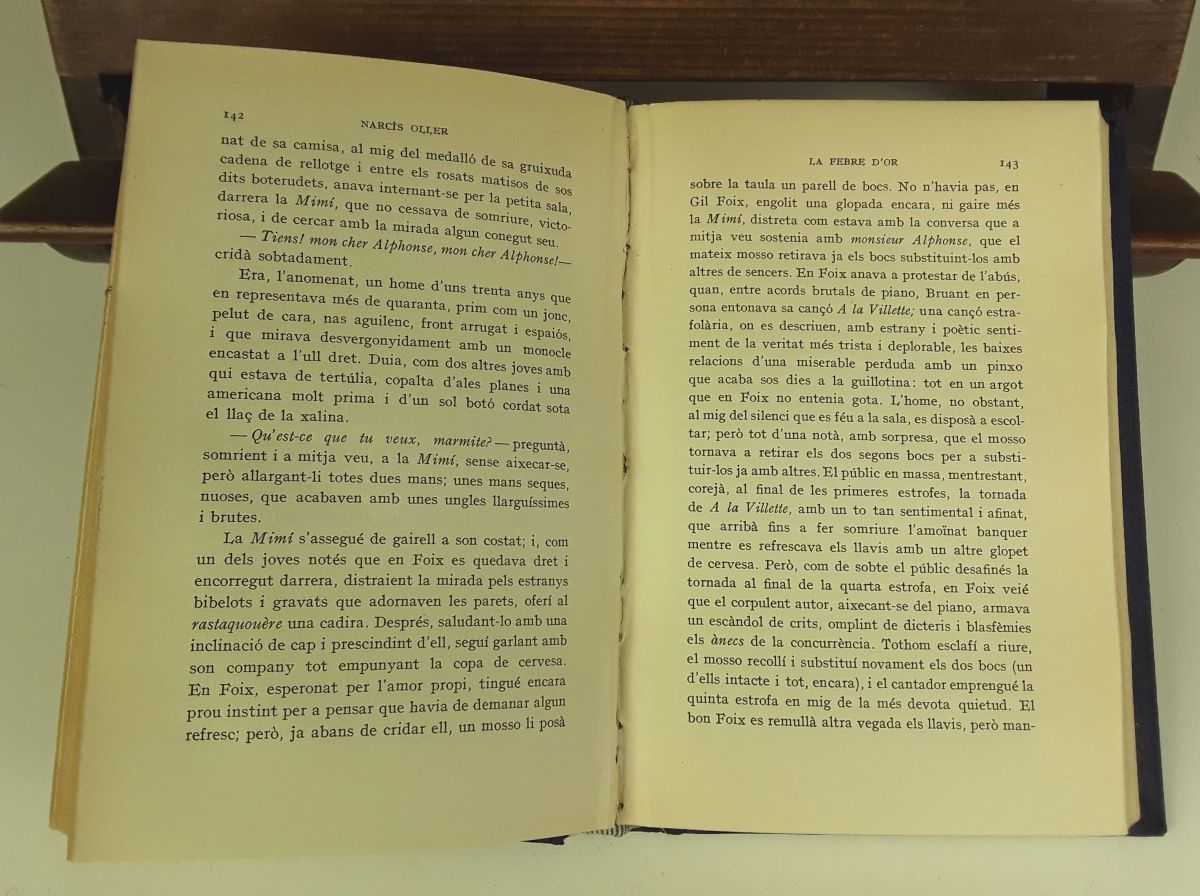 142
NARCÍS OLLER
nat de sa camisa, al mig del medalló de sa gruixuda
cadena de rellotge i entre els rosats matisos de sos
dits boterudets, anava internant-se per la petita sala,
darrera la Mimí, que no cessava de somriure, victo-
riosa, i de cercar amb la mirada algun conegut seu.
— Tiens! mon cher Alphonse, mon cher Alphonse!—
cridà sobtadament.
Era, l'anomenat, un home d'uns trenta anys que
en representava més de quaranta, prim com un jonc,
pelut de cara, nas aguilenc, front arrugat i espaiós,
i que mirava desvergonyidament amb un monocle
encastat a l'ull dret. Duia, com dos altres joves amb
qui estava de tertúlia, copalta d'ales planes i una
americana molt prima i d'un sol botó cordat sota
el llaç de la xalina.
— Qu'est-ce que tu veux, marmite? — preguntà,
somrient i a mitja veu, a la Mimí, sense aixecar-se,
però allargant-li totes dues mans; unes mans seques,
nuoses, que acabaven amb unes ungles llarguíssimes
i brutes.
La Mimí s'assegué de gairell a son costat; i, com
un dels joves notés que en Foix es quedava dret i
encorregut darrera, distraient la mirada pels estranys
bibelots i gravats que adornaven les parets, oferí al
rastaquouère una cadira. Després, saludant-lo amb una
inclinació de cap i prescindint d'ell, seguí garlant amb
son company tot empunyant la copa de cervesa.
En Foix, esperonat per l'amor propi, tingué encara
prou instint per a pensar que havia de demanar algun
refresc; però, ja abans de cridar ell, un mosso li posà
LA FEBRE D'OR
143
sobre la taula un parell de bocs. No n'havia pas, en
Gil Foix, engolit una glopada encara, ni gaire més
la Mimí, distreta com estava amb la conversa que a
mitja veu sostenia amb monsieur Alphonse, que el
mateix mosso retirava ja els bocs substituint-los amb
altres de sencers. En Foix anava a protestar de l'abús,
quan, entre acords brutals de piano, Bruant en per-
sona entonava sa cançó A la Villette; una cançó estra-
folària, on es descriuen, amb estrany i poètic senti-
ment de la veritat més trista i deplorable, les baixes
relacions d'una miserable perduda amb un pinxo
que acaba sos dies a la guillotina: tot en un argot
que en Foix no entenia gota. L'home, no obstant,
al mig del silenci que es féu a la sala, es disposà a escol-
tar; però tot d'una notà, amb sorpresa, que el mosso
tornava a retirar els dos segons bocs per a substi-
tuir-los ja amb altres. El públic en massa, mentrestant,
corejà, al final de les primeres estrofes, la tornada
de A la Villette, amb un to tan sentimental i afinat,
que arribà fins a fer somriure l'amoïnat banquer
mentre es refrescava els llavis amb un altre glopet
de cervesa. Però, com de sobte el públic desafinés la
tornada al final de la quarta estrofa, en Foix veié
que el corpulent autor, aixecant-se del piano, armava
un escàndol de crits, omplint de dicteris i blasfèmies
els ànecs de la concurrència. Tothom esclafí a riure,
el mosso recollí i substituí novament els dos bocs (un
d'ells intacte i tot, encara), i el cantador emprengué la
quinta estrofa en mig de la més devota quietud. El
bon Foix es remullà altra vegada els llavis, però man-